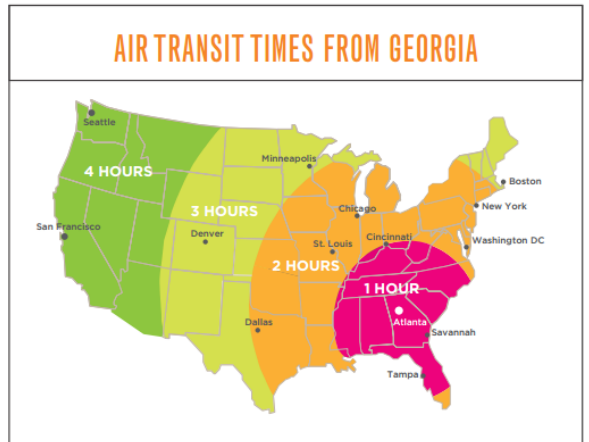 AIR TRANSIT TIMES FROM GEORGIA
Seattle
Minneapolis
4 HOURS
Boston
3 HOURS
Chicago
New York
San Francisco
Denver
St. Louis
Cincinnati
Washington DC
2 HOURS
1 HOUR
Dallas
Atlanta
Savannah
Tampa